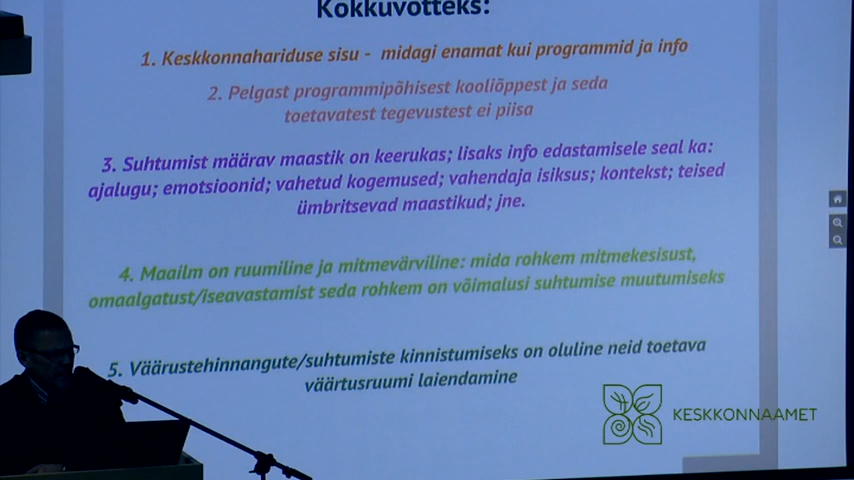 Kokkuvõtteks:
1. Keskkonnahariduse sisu - midagi enamat kui programmid ja info
2. Pelgast programmipõhisest kooliõppest ja seda
toetavatest tegevustest ei piisa
3. Suhtumist määrav maastik on keerukas; lisaks info edastamisele seal ka:
ajalugu; emotsioonid; vahetud kogemused; vahendaja isiksus; kontekst; teised
ümbritsevad maastikud; jne.
4. Maailm on ruumiline ja mitmevärviline: mida rohkem mitmekesisust,
omaalgatust/iseavastamist seda rohkem on võimalusi suhtumise muutumiseks
5. Väärustehinnangute/suhtumiste kinnistumiseks on oluline neid toetava
väärtusruumi laiendamine
KESKKONNAAMET